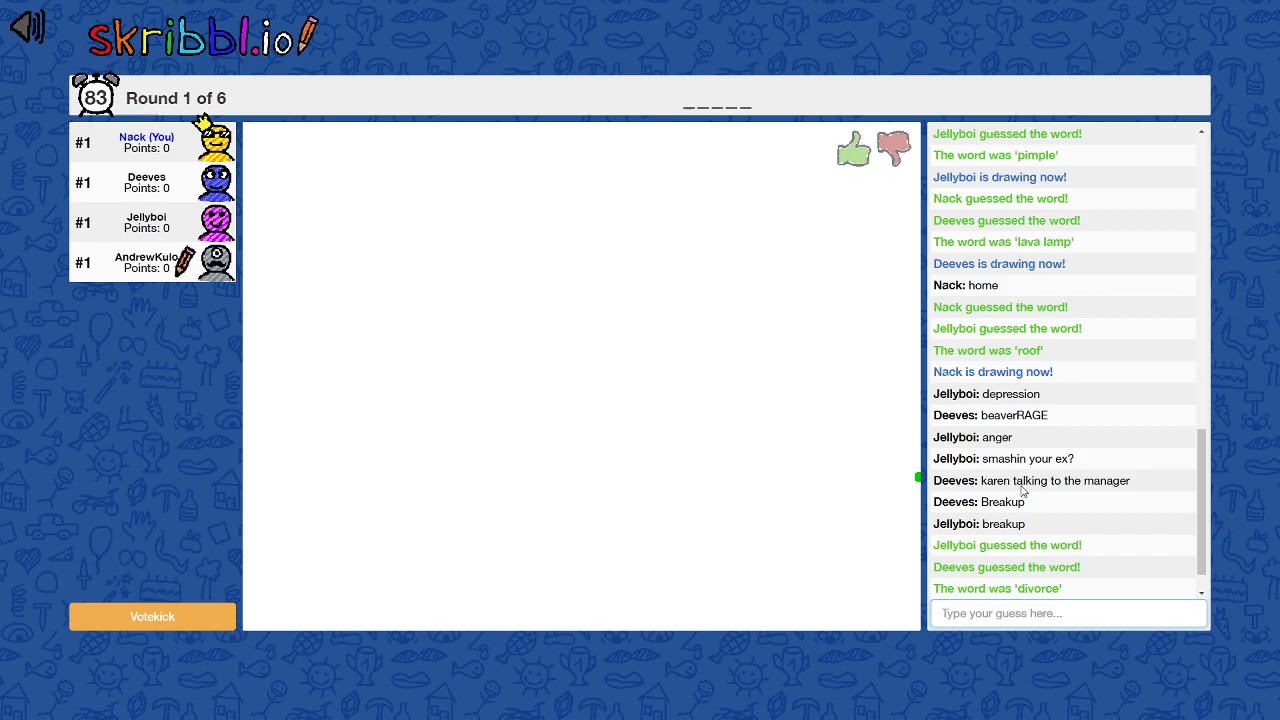 skribbl.io
83
Round 1 of 6
_ _ _ _ _
#1
Nack (You)
Points: 0
#1
Deeves
Points: 0
#1
Jellyboi
Points: 0
#1
AndrewKulo
Points: 0
Votekick
Jellyboi guessed the word!
The word was 'pimple'
Jellyboi is drawing now!
Nack guessed the word!
Deeves guessed the word!
The word was 'lava lamp'
Deeves is drawing now!
Nack: home
Nack guessed the word!
Jellyboi guessed the word!
The word was 'roof'
Nack is drawing now!
Jellyboi: depression
Deeves: beaverRAGE
Jellyboi: anger
Jellyboi: smashin your ex?
Deeves: karen talking to the manager
Deeves: Breakup
Jellyboi: breakup
Jellyboi guessed the word!
Deeves guessed the word!
The word was 'divorce'
Type your guess here...